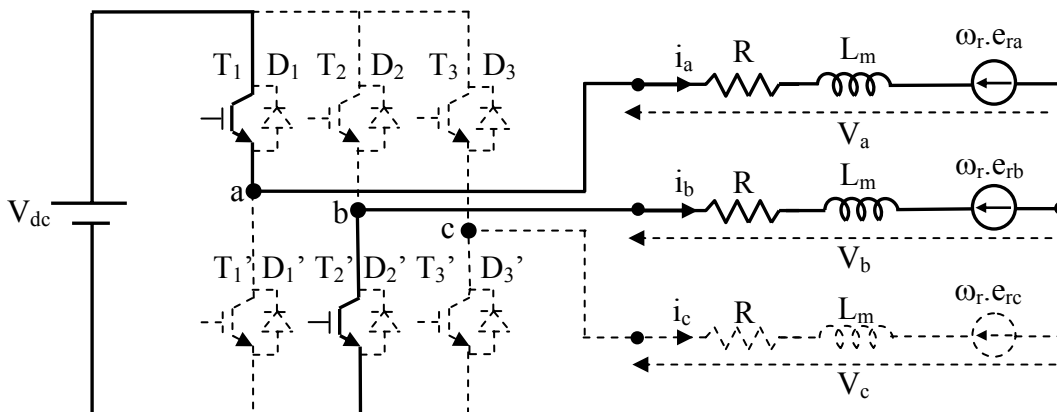 T1 D1 T2 D2 T3 D3
ia R Lm ωr.era
Va
a
ib R Lm ωr.erb
Vdc
b
c
Vb
T1' D1' T2' D2' T3' D3'
ic R Lm ωr.erc
Vc